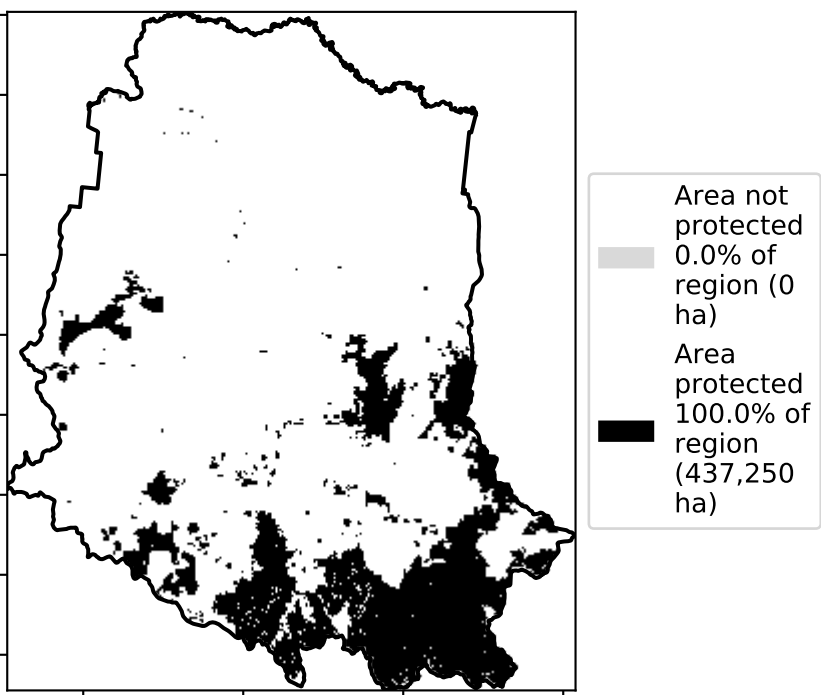 Area not
protected
0.0% of
region (0
ha)
Area
protected
100.0% of
region
(437,250
ha)